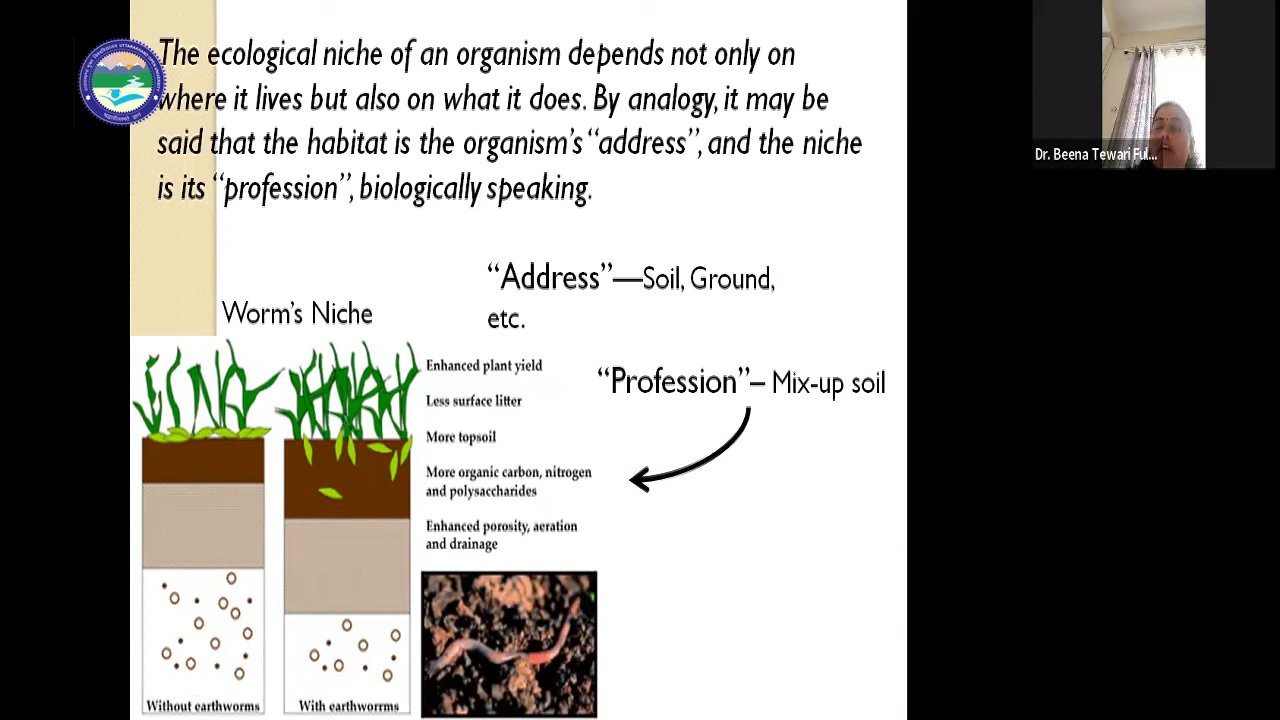 The ecological niche of an organism depends not only on
where it lives but also on what it does. By analogy, it may be
said that the habitat is the organism's "address", and the niche
is its "profession", biologically speaking.
Dr. Beena Tewari Ful...
"Address"—Soil, Ground,
etc.
Worm's Niche
"Profession"– Mix-up soil
Enhanced plant yield
Less surface litter
More topsoil
More organic carbon, nitrogen
and polysaccharides
Enhanced porosity, aeration
and drainage
Without earthworms
With earthworrms